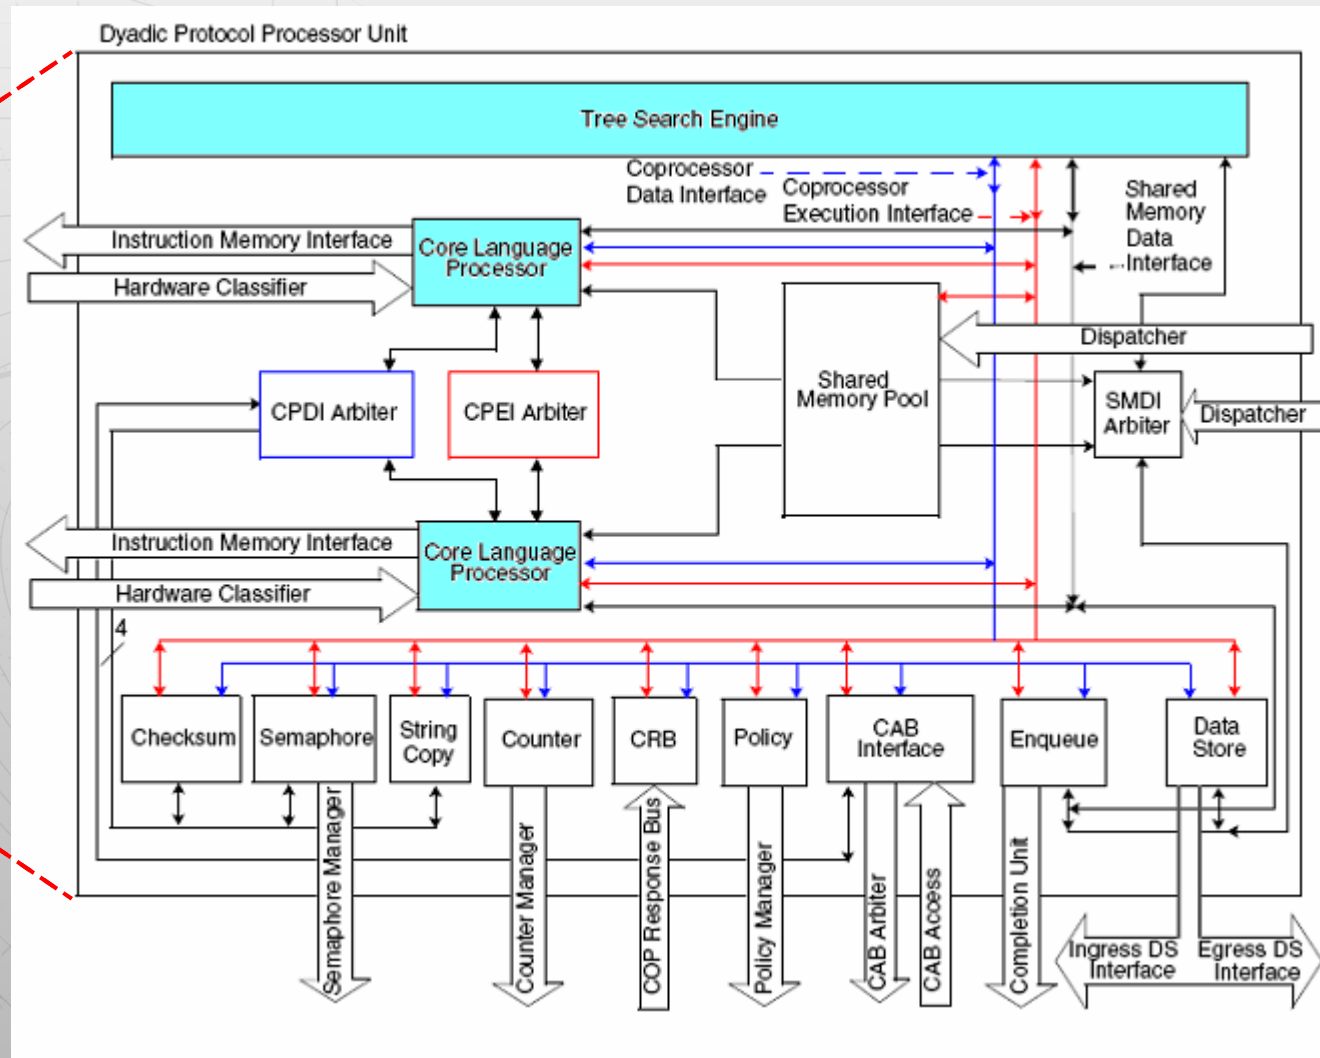 Dyadic Protocol Processor Unit
Tree Search Engine
Coprocessor
Data Interface
Coprocessor
Execution Interface
Shared
Memory
Data
Interface
Instruction Memory Interface
Hardware Classifier
Core Language
Processor
Dispatcher
CPDI Arbiter
CPEI Arbiter
Shared
Memory Pool
SMDI
Arbiter
Dispatcher
Instruction Memory Interface
Hardware Classifier
Core Language
Processor
4
Checksum
Semaphore
String
Copy
Counter
CRB
Policy
CAB
Interface
Enqueue
Data
Store
Semaphore Manager
Counter Manager
COP Response Bus
Policy Manager
CAB Arbiter
CAB Access
Completion Unit
Ingress DS
Interface
Egress DS
Interface